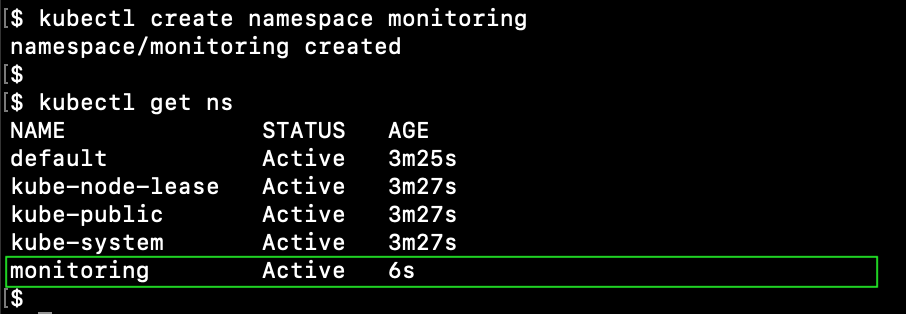 [$ kubectl create namespace monitoring
namespace/monitoring created
[$
[$ kubectl get ns
NAME              STATUS   AGE
default           Active   3m25s
kube-node-lease   Active   3m27s
kube-public       Active   3m27s
kube-system       Active   3m27s
monitoring        Active   6s
[$